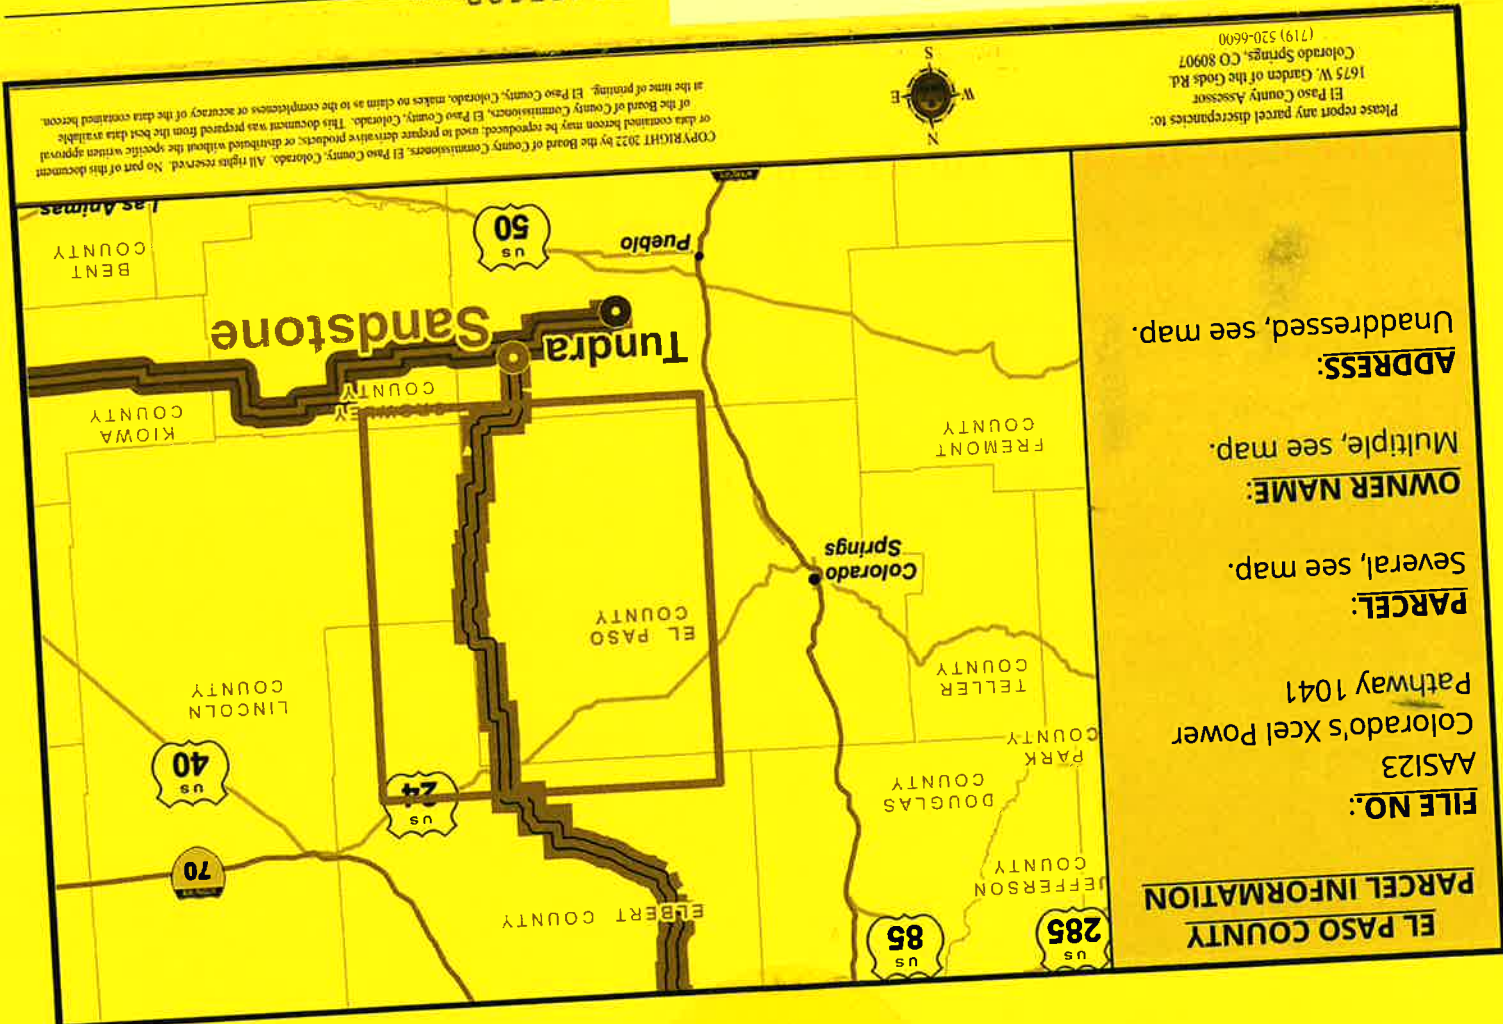 EL PASO COUNTY
PARCEL INFORMATION
FILE NO.:
AASI23
Colorado's Xcel Power
Pathway 1041
PARCEL:
Several, see map.
OWNER NAME:
Multiple, see map.
ADDRESS:
Unaddressed, see map.
US
285
US
85
ELBERT COUNTY
70
JEFFERSON
COUNTY
DOUGLAS
COUNTY
PARK
COUNTY
US
24
US
40
TELLER
COUNTY
LINCOLN
COUNTY
EL PASO
COUNTY
Colorado
Springs
FREMONT
COUNTY
KIOWA
COUNTY
CROWLEY
COUNTY
Tundra
Sandstone
Pueblo
US
50
BENT
COUNTY
Las Animas
Please report any parcel discrepancies to:
El Paso County Assessor
1675 W. Garden of the Gods Rd.
Colorado Springs, CO 80907
(719) 520-6600
N
W
E
S
COPYRIGHT 2022 by the Board of County Commissioners, El Paso County, Colorado. All rights reserved. No part of this document
or data contained hereon may be reproduced; used to prepare derivative products; or distributed without the specific written approval
of the Board of County Commissioners, El Paso County, Colorado. This document was prepared from the best data available
at the time of printing. El Paso County, Colorado, makes no claim as to the completeness or accuracy of the data contained hereon.